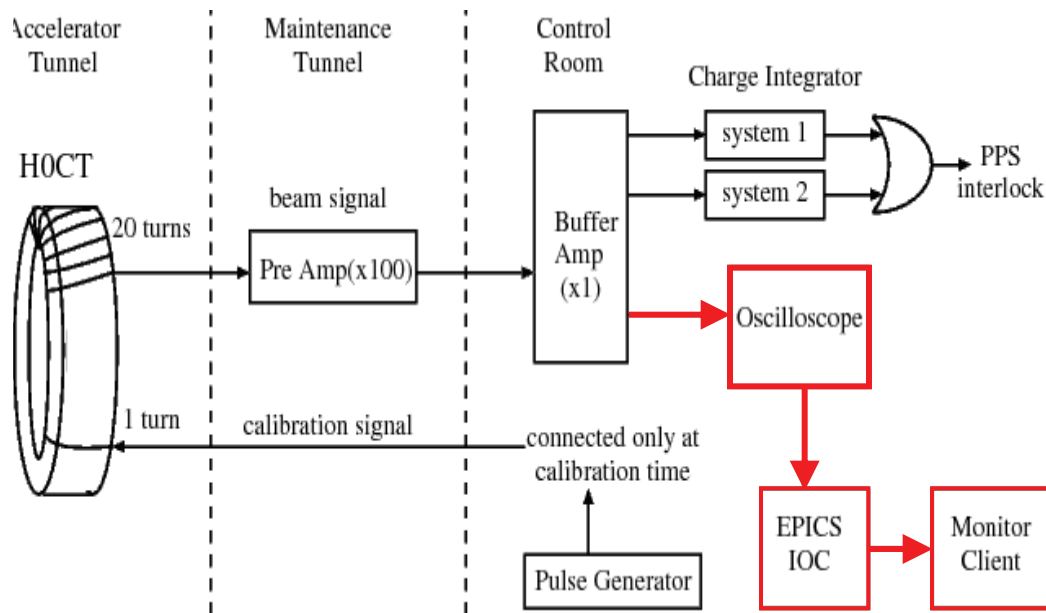 Accelerator
Tunnel
Maintenance
Tunnel
Control
Room
Charge Integrator
system 1
system 2
PPS
interlock
H0CT
20 turns
beam signal
Pre Amp(x100)
Buffer
Amp
(x1)
Oscilloscope
1 turn
calibration signal
connected only at
calibration time
EPICS
IOC
Monitor
Client
Pulse Generator